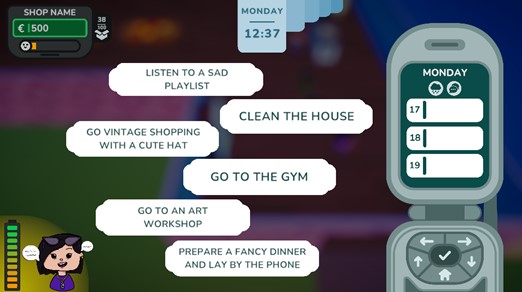 SHOP NAME
€ 500
38
100
MONDAY
12:37
LISTEN TO A SAD
PLAYLIST
CLEAN THE HOUSE
GO VINTAGE SHOPPING
WITH A CUTE HAT
GO TO THE GYM
GO TO AN ART
WORKSHOP
PREPARE A FANCY DINNER
AND LAY BY THE PHONE
MONDAY
17
18
19